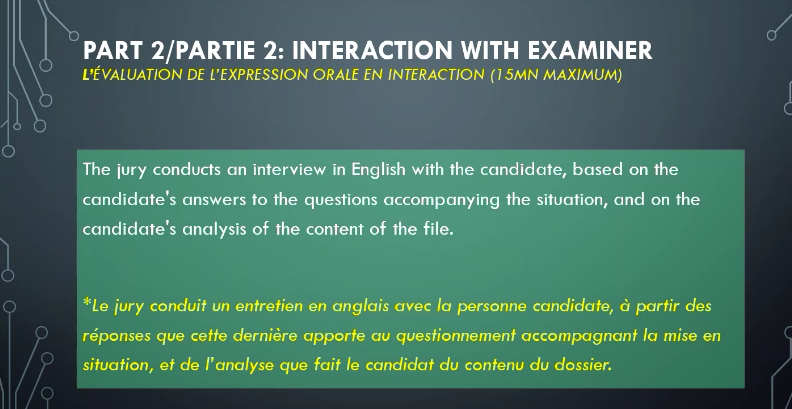 PART 2/PARTIE 2: INTERACTION WITH EXAMINER
L'ÉVALUATION DE L'EXPRESSION ORALE EN INTERACTION (15MN MAXIMUM)
The jury conducts an interview in English with the candidate, based on the
candidate's answers to the questions accompanying the situation, and on the
candidate's analysis of the content of the file.
*Le jury conduit un entretien en anglais avec la personne candidate, à partir des
réponses que cette dernière apporte au questionnement accompagnant la mise en
situation, et de l'analyse que fait le candidat du contenu du dossier.